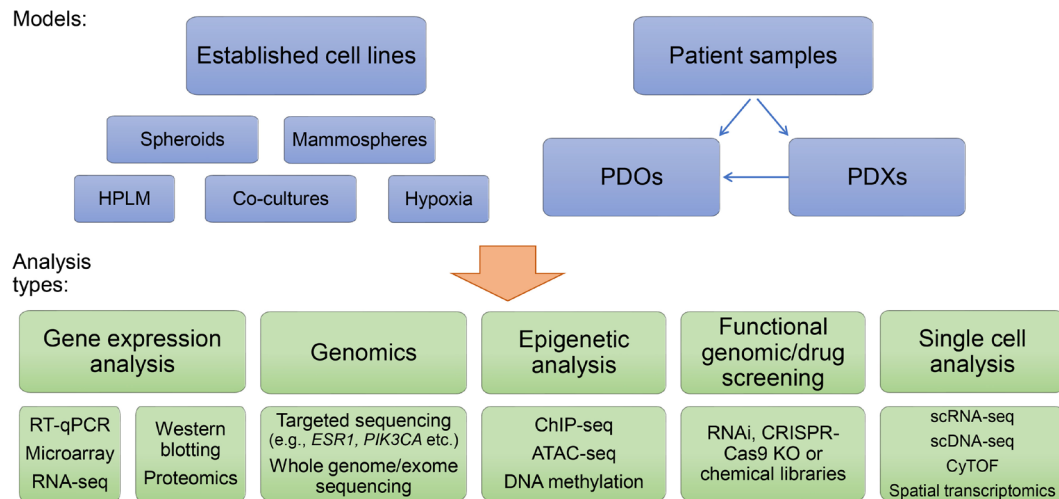 Models:
Established cell lines
Patient samples
Spheroids
Mammospheres
HPLM
Co-cultures
Hypoxia
PDOs
PDXs
Analysis
types:
Gene expression
analysis
Genomics
Epigenetic
analysis
Functional
genomic/drug
screening
Single cell
analysis
RT-qPCR
Microarray
RNA-seq
Western
blotting
Proteomics
Targeted sequencing
(e.g., ESR1, PIK3CA etc.)
Whole genome/exome
sequencing
ChIP-seq
ATAC-seq
DNA methylation
RNAi, CRISPR-
Cas9 KO or
chemical libraries
scRNA-seq
scDNA-seq
CyTOF
Spatial transcriptomics